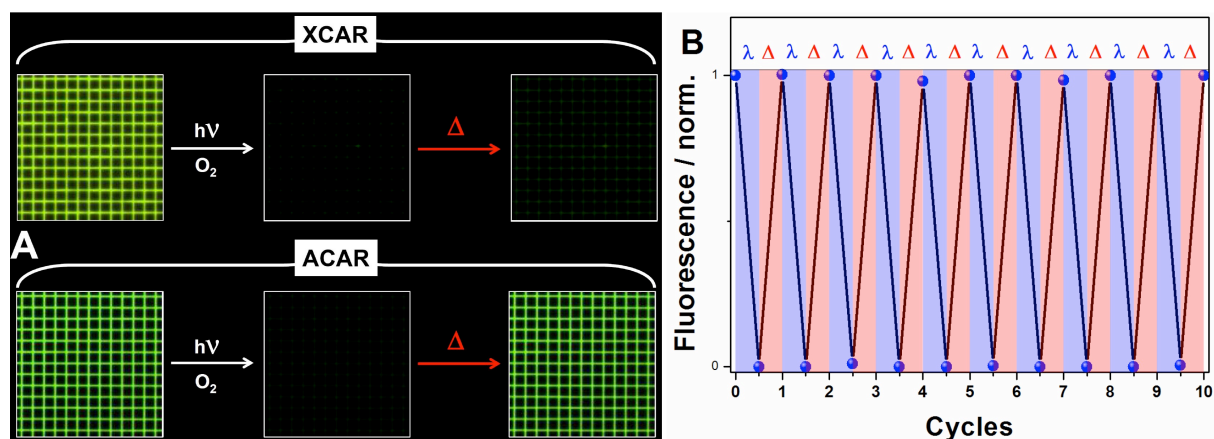 XCAR
hν
O₂
Δ
A
ACAR
hν
O₂
Δ
B
λ Δ λ Δ λ Δ λ Δ λ Δ λ Δ λ Δ λ Δ λ Δ λ Δ
1
0
Fluorescence / norm.
0 1 2 3 4 5 6 7 8 9 10
Cycles